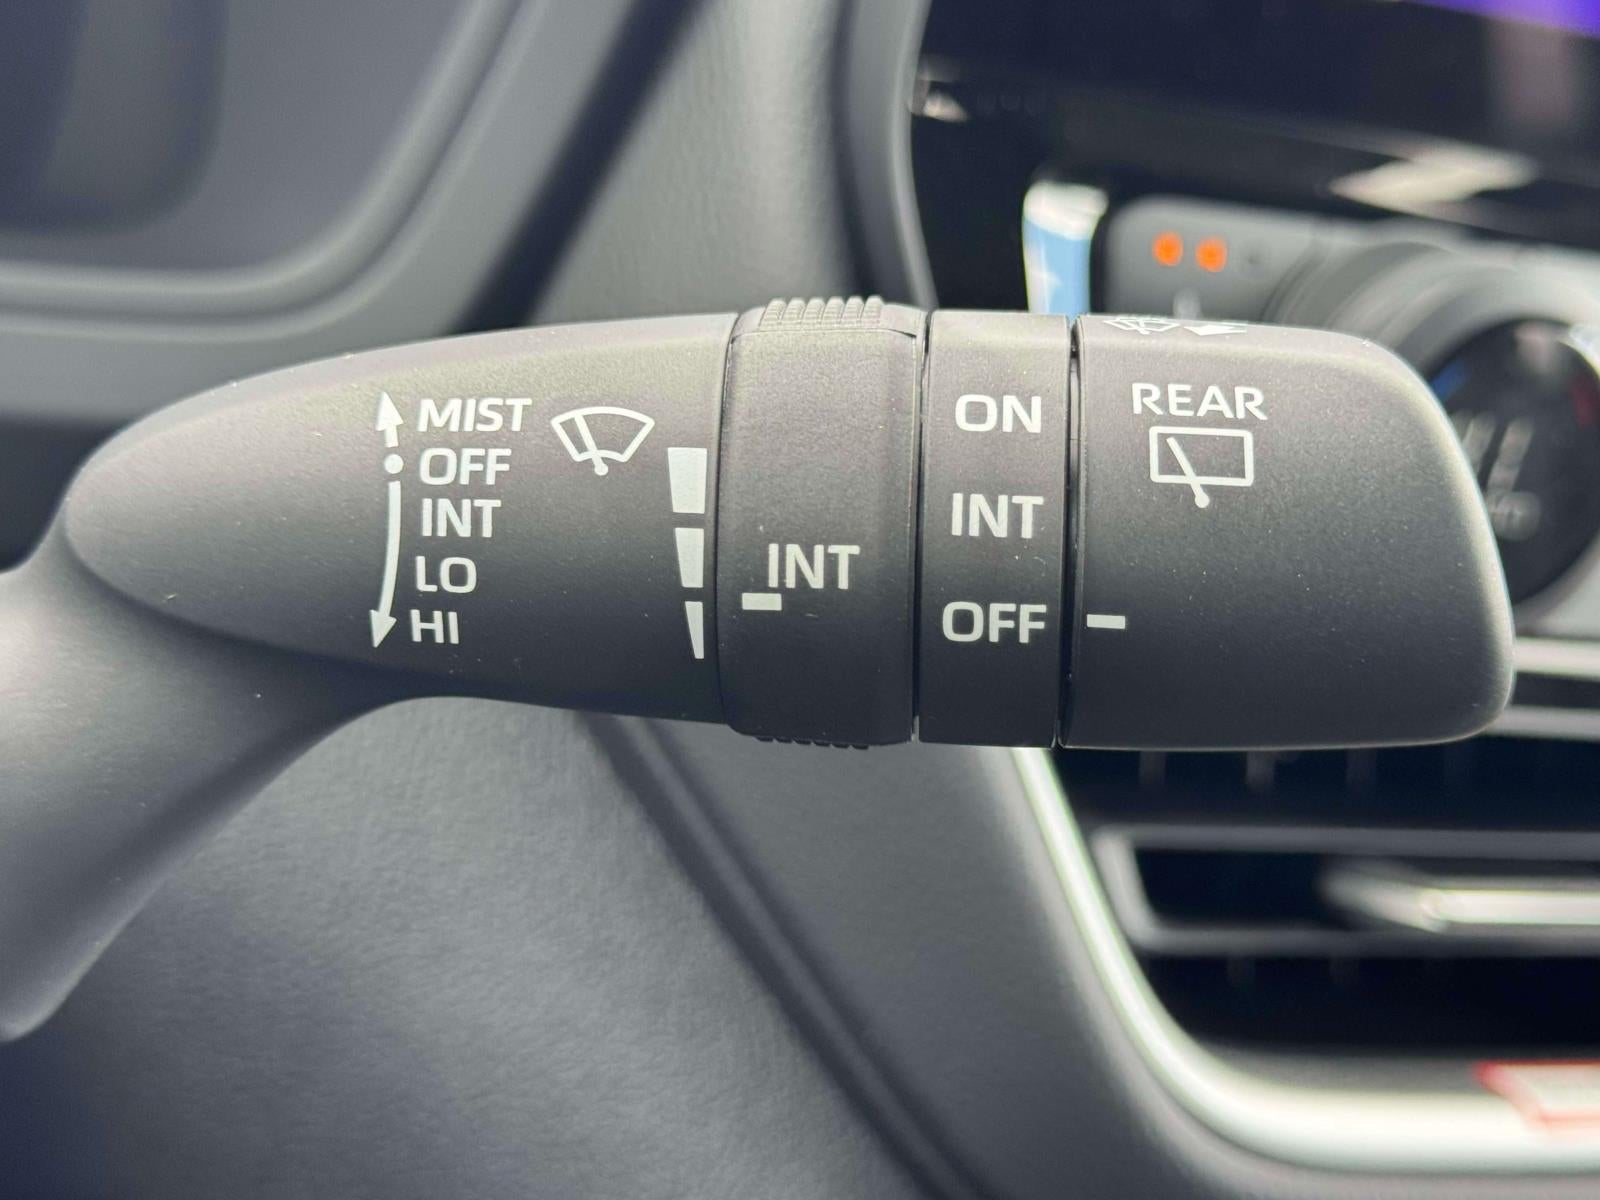 MIST
OFF
INT
LO
HI
INT
ON
INT
OFF
REAR